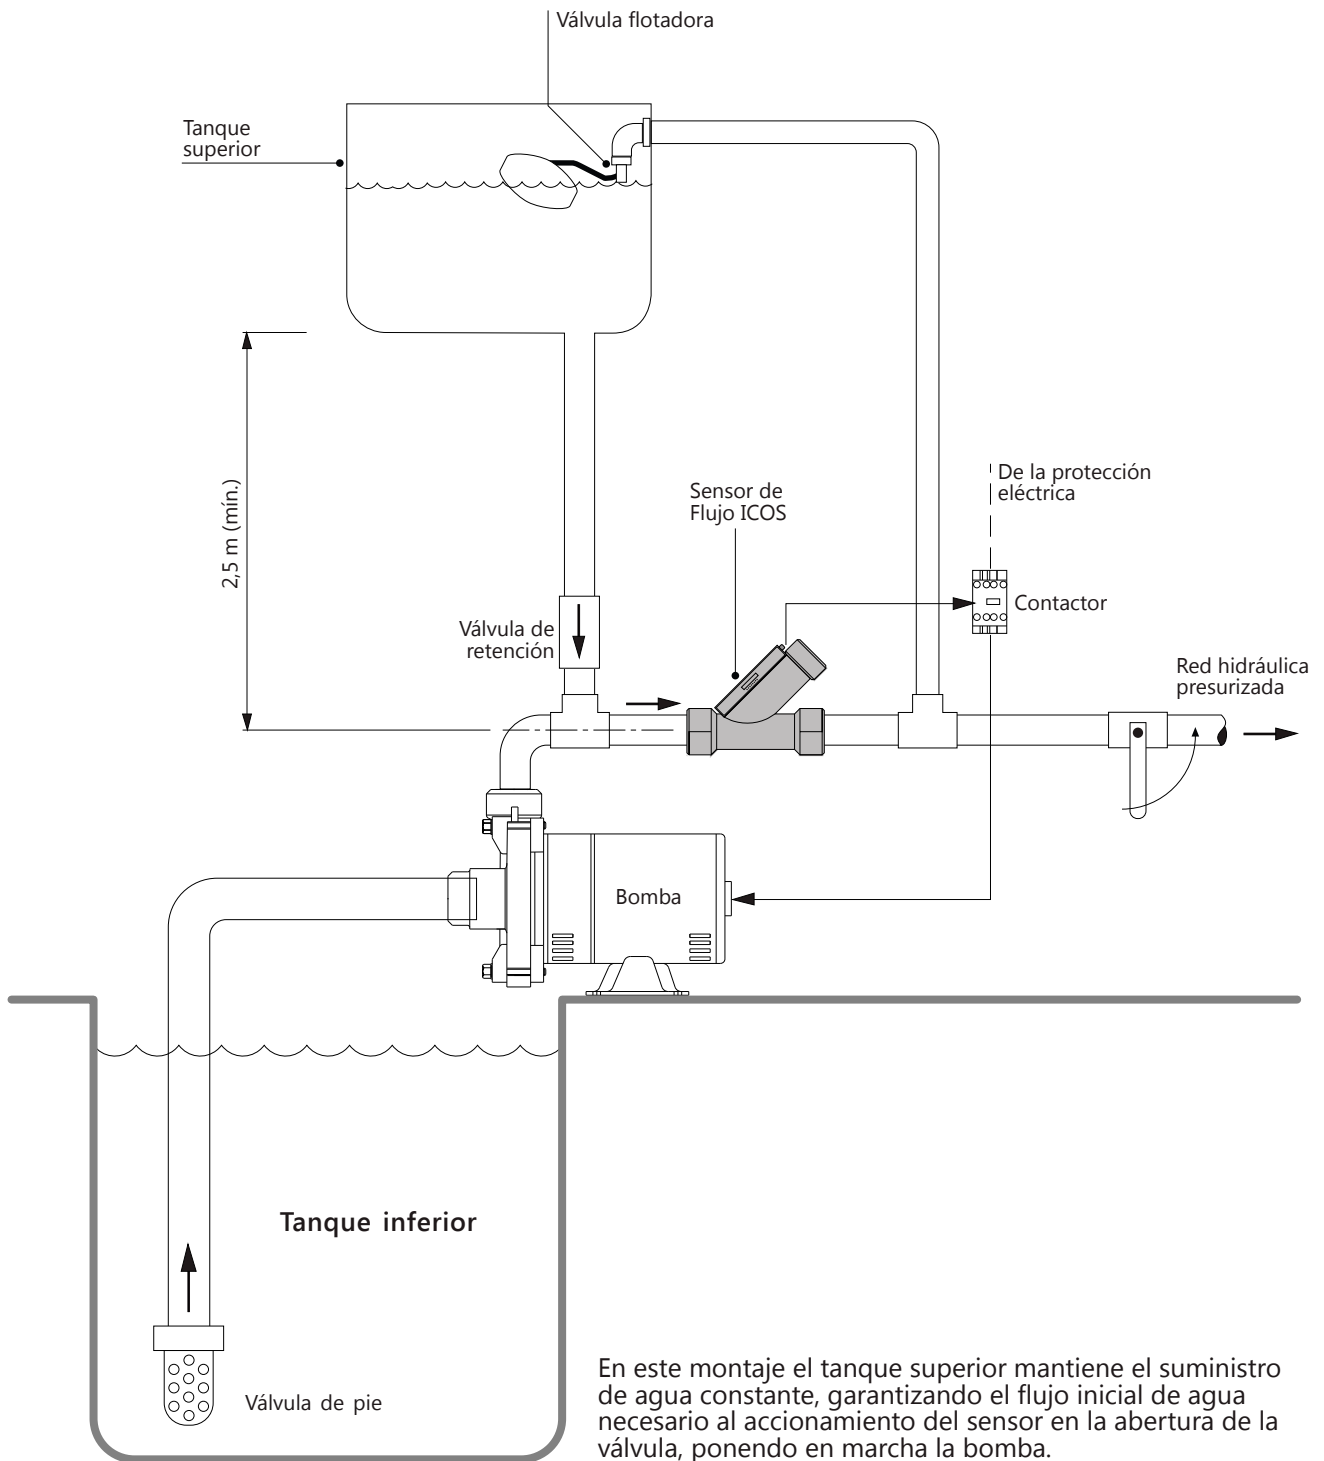 Válvula flotadora
Tanque
superior
2,5 m (mín.)
De la protección
eléctrica
Sensor de
Flujo ICOS
Contactor
Válvula de
retención
Red hidráulica
presurizada
Bomba
Tanque inferior
Válvula de pie
En este montaje el tanque superior mantiene el suministro
de agua constante, garantizando el flujo inicial de agua
necesario al accionamiento del sensor en la abertura de la
válvula, ponendo en marcha la bomba.